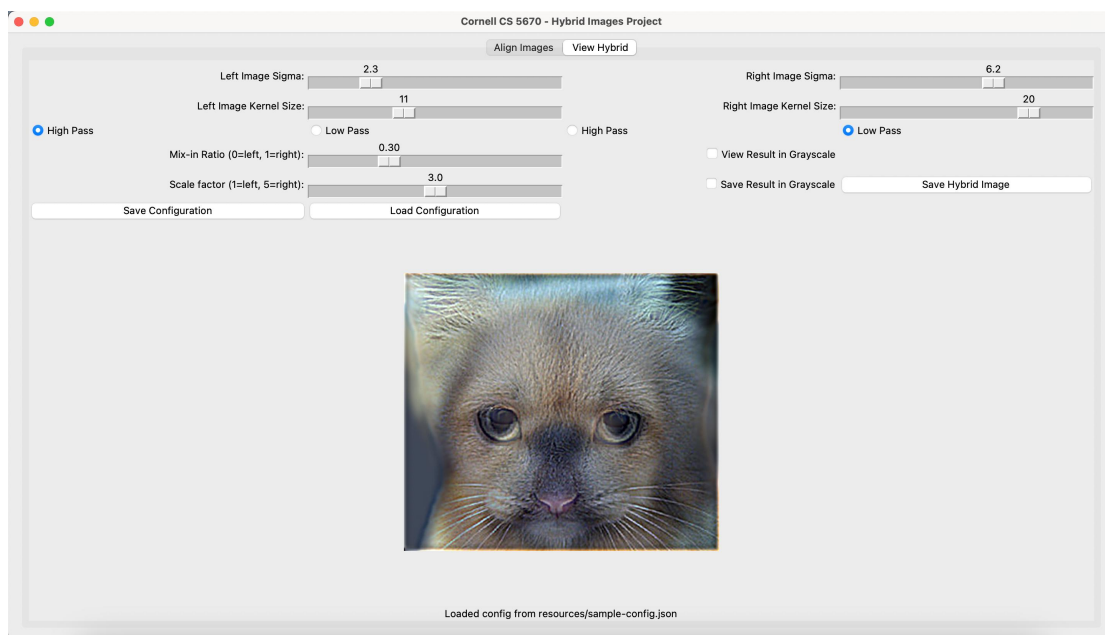 Cornell CS 5670 - Hybrid Images Project
Align Images View Hybrid
Left Image Sigma: 2.3 Right Image Sigma: 6.2
Left Image Kernel Size: 11 Right Image Kernel Size: 20
High Pass Low Pass High Pass Low Pass
Mix-in Ratio (0=left, 1=right): 0.30 View Result in Grayscale
Scale factor (1=left, 5=right): 3.0 Save Result in Grayscale Save Hybrid Image
Save Configuration Load Configuration
Loaded config from resources/sample-config.json